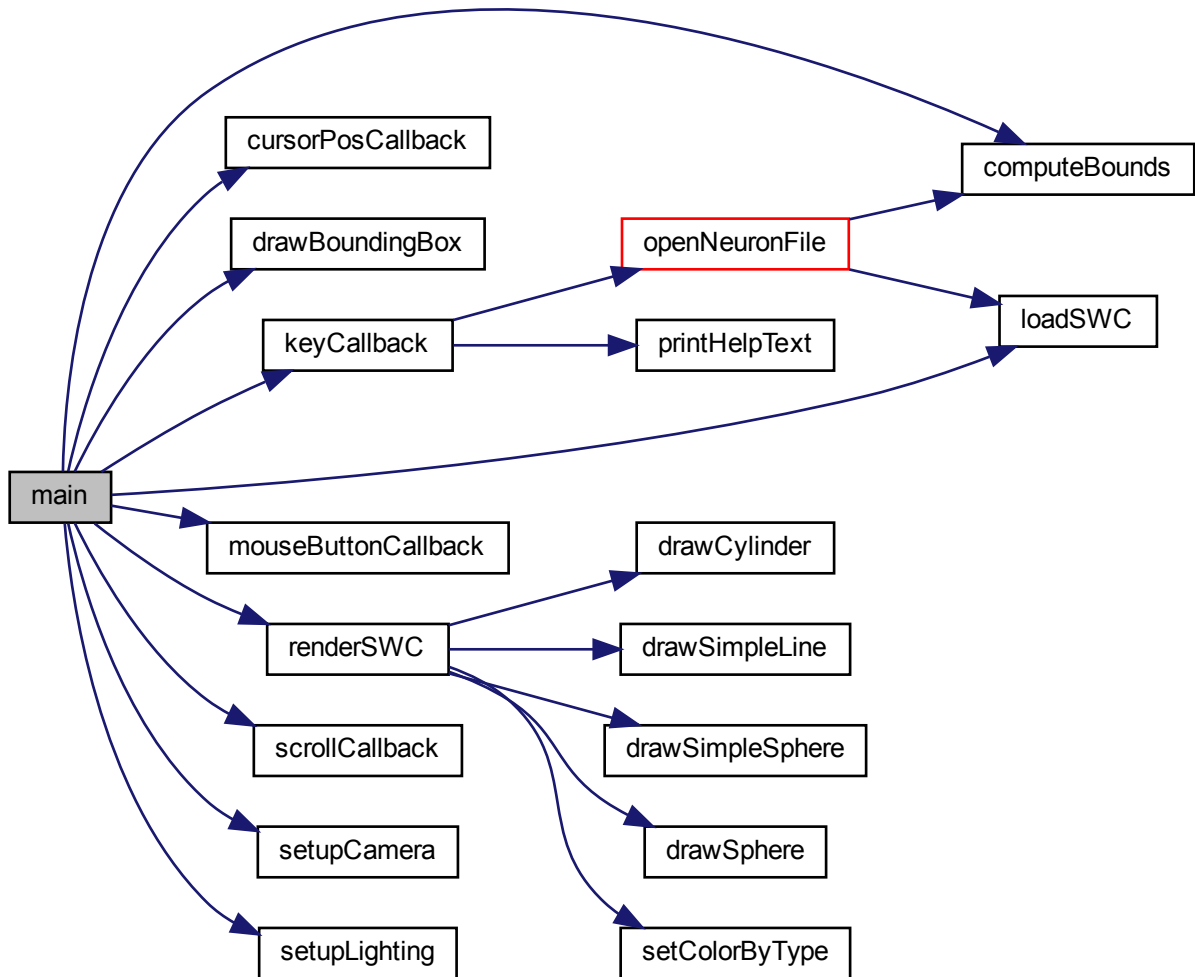 main
cursorPosCallback
drawBoundingBox
keyCallback
openNeuronFile
printHelpText
computeBounds
loadSWC
mouseButtonCallback
renderSWC
drawCylinder
drawSimpleLine
drawSimpleSphere
drawSphere
setColorByType
scrollCallback
setupCamera
setupLighting